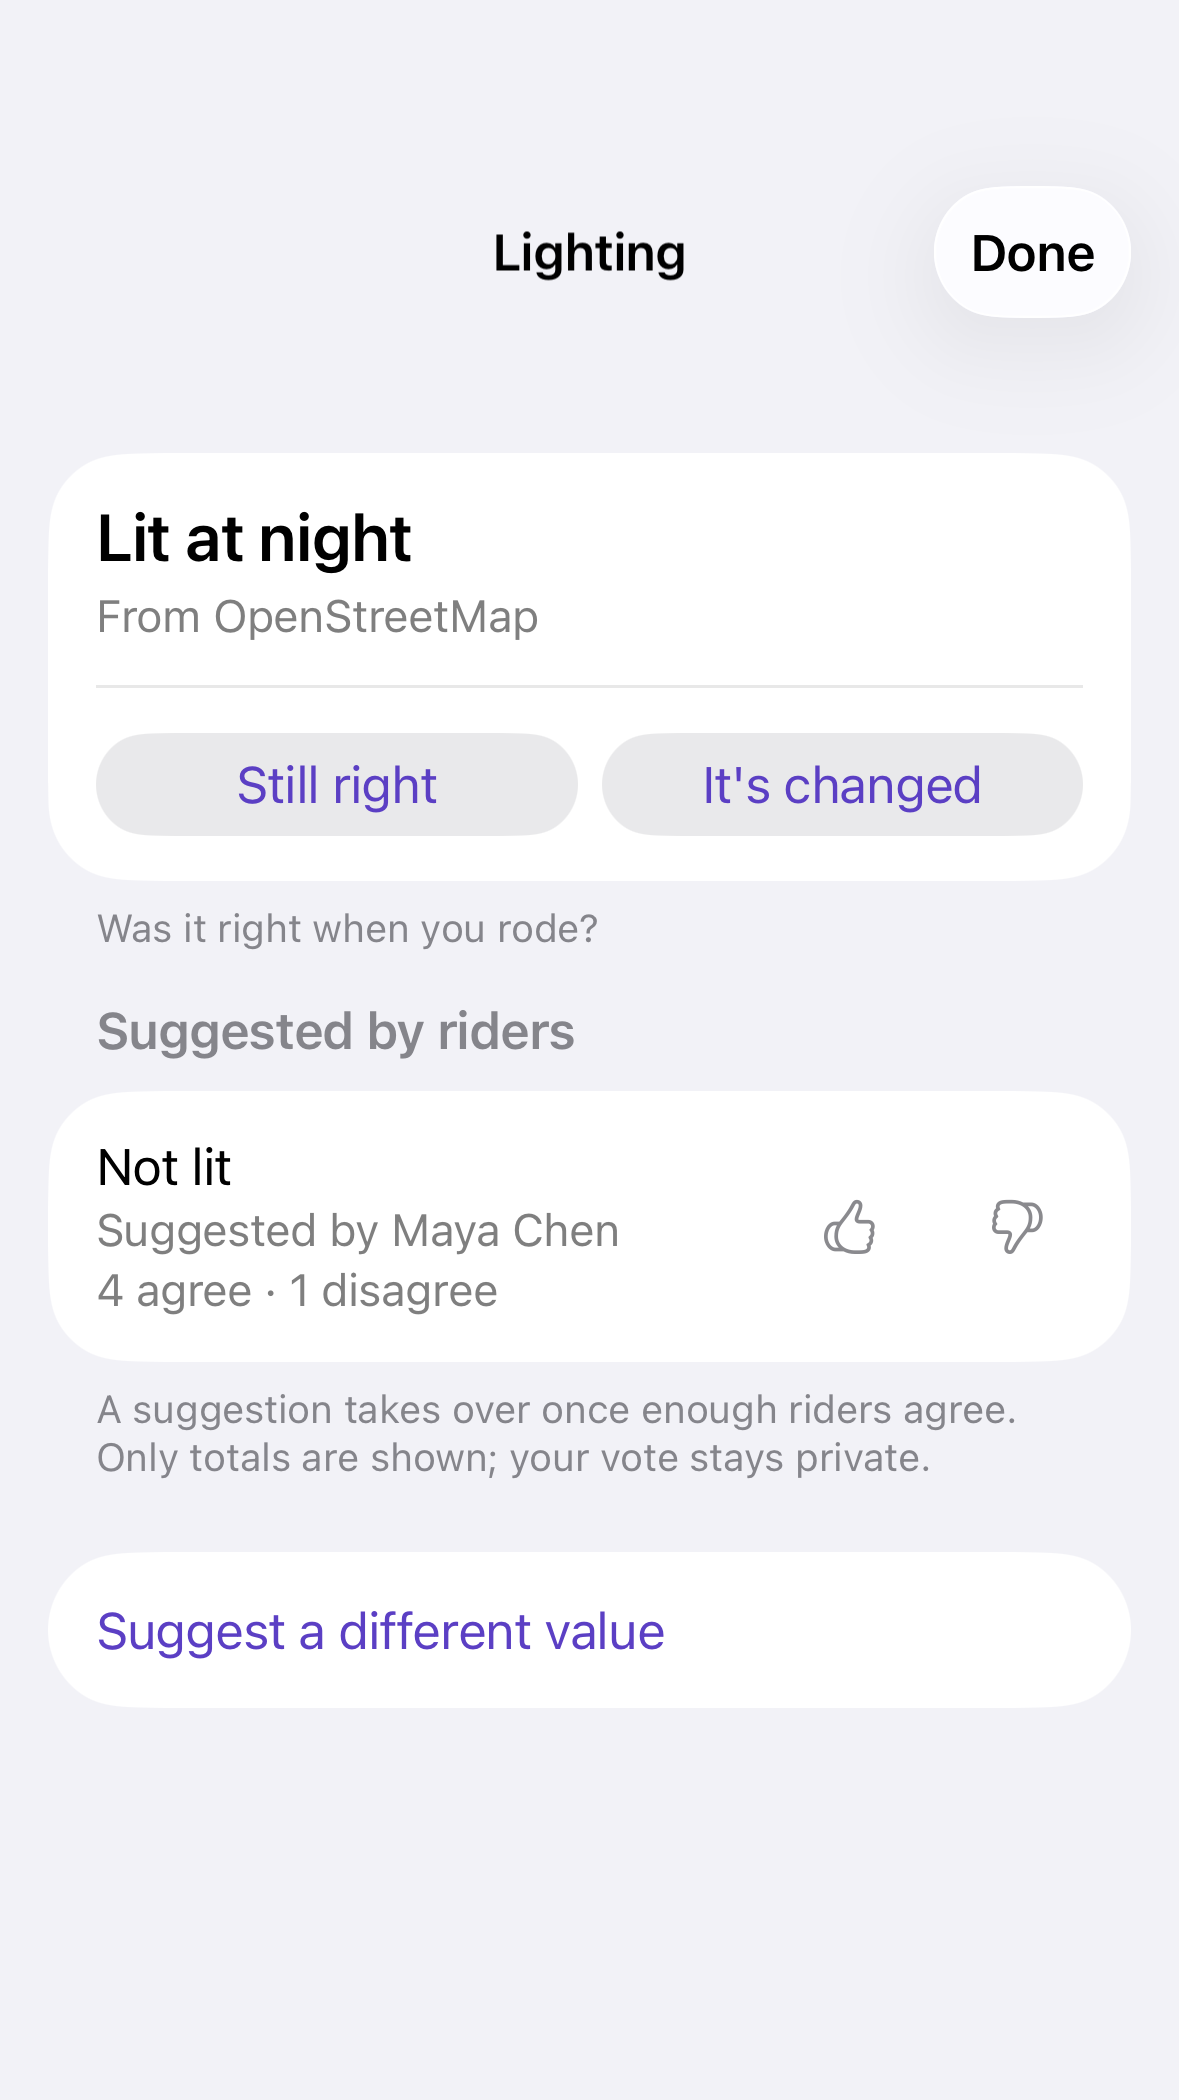 Lighting
Done
Lit at night
From OpenStreetMap
Still right
It's changed
Was it right when you rode?
Suggested by riders
Not lit
Suggested by Maya Chen
4 agree · 1 disagree
A suggestion takes over once enough riders agree.
Only totals are shown; your vote stays private.
Suggest a different value